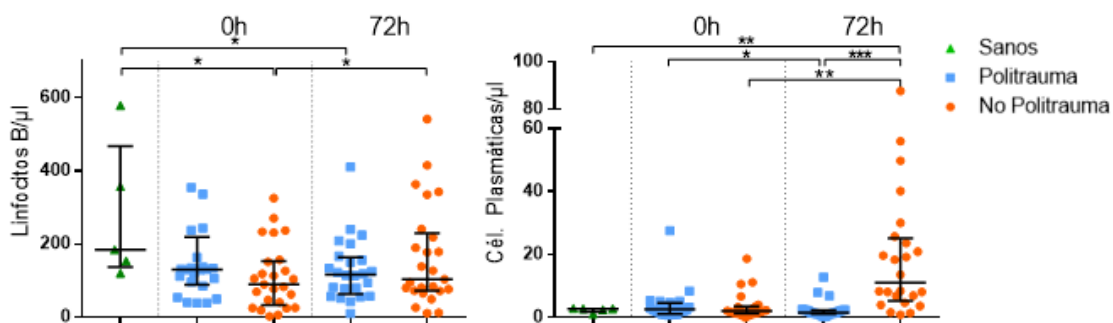 0h 72h
*
* *
Linfocitos B/µl
600
400
200
0
0h 72h
**
* ***
**
Cél. Plasmáticas/µl
100
80
60
40
20
0
Sanos
Politrauma
No Politrauma